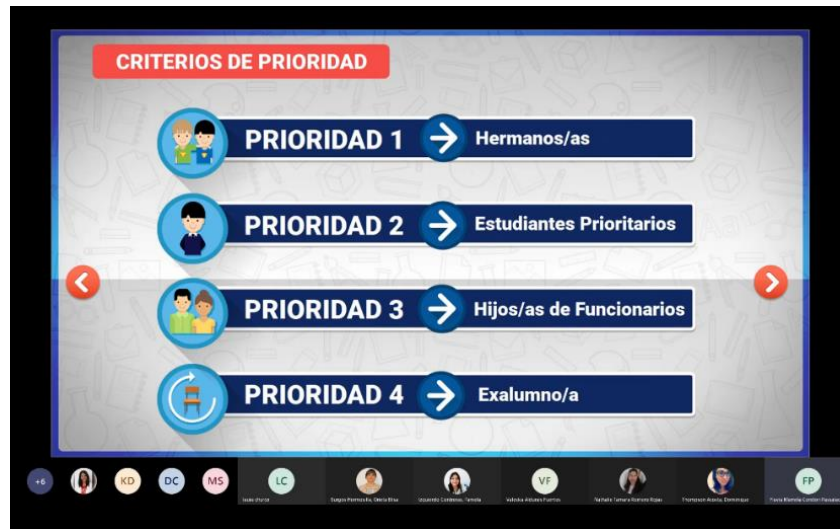 CRITERIOS DE PRIORIDAD
PRIORIDAD 1 Hermanos/as
PRIORIDAD 2 Estudiantes Prioritarios
PRIORIDAD 3 Hijos/as de Funcionarios
PRIORIDAD 4 Exalumno/a
+6 KD DC MS LC VF FP